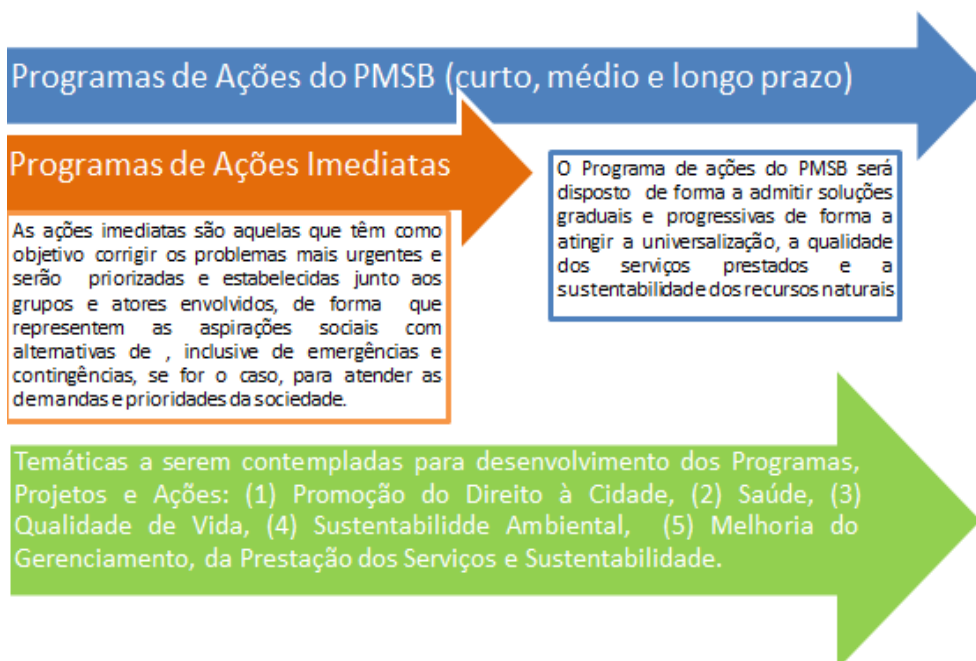 Programas de Ações do PMSB (curto, médio e longo prazo)
Programas de Ações Imediatas
As ações imediatas são aquelas que têm como
objetivo corrigir os problemas mais urgentes e
serão priorizadas e estabelecidas junto aos
grupos e atores envolvidos, de forma que
representem as aspirações sociais com
alternativas de , inclusive de emergências e
contingências, se for o caso, para atender as
demandas e prioridades da sociedade.
O Programa de ações do PMSB será
disposto de forma a admitir soluções
graduais e progressivas de forma a
atingir a universalização, a qualidade
dos serviços prestados e a
sustentabilidade dos recursos naturais
Temáticas a serem contempladas para desenvolvimento dos Programas,
Projetos e Ações: (1) Promoção do Direito à Cidade, (2) Saúde, (3)
Qualidade de Vida, (4) Sustentabilidde Ambiental, (5) Melhoria do
Gerenciamento, da Prestação dos Serviços e Sustentabilidade.